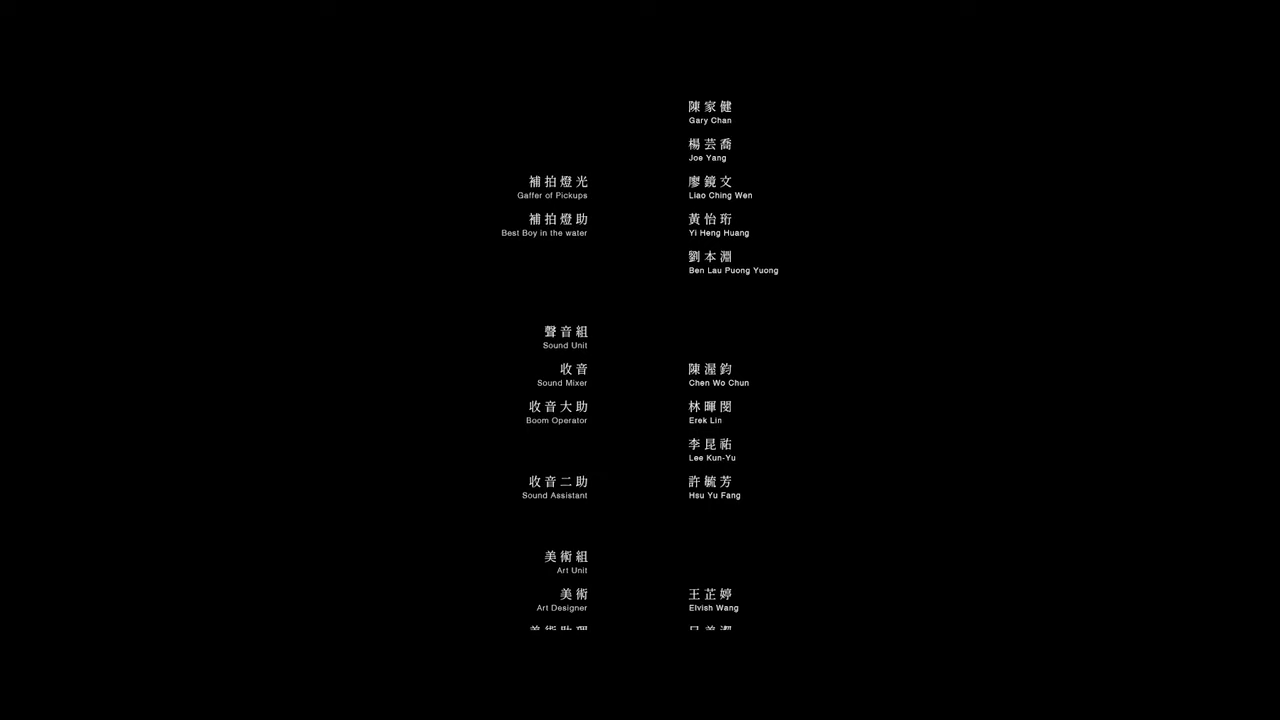 陳家健
Gary Chan
楊芸喬
Joe Yang
補拍燈光 廖鏡文
Gaffer of Pickups Liao Ching Wen
補拍燈助 黃怡珩
Best Boy in the water Yi Heng Huang
劉本淵
Ben Lau Puong Yuong
聲音組
Sound Unit
收音 陳渥鈞
Sound Mixer Chen Wo Chun
收音大助 林暉閔
Boom Operator Erek Lin
李昆祐
Lee Kun-Yu
收音二助 許毓芳
Sound Assistant Hsu Yu Fang
美術組
Art Unit
美術 王芷婷
Art Designer Elvish Wang